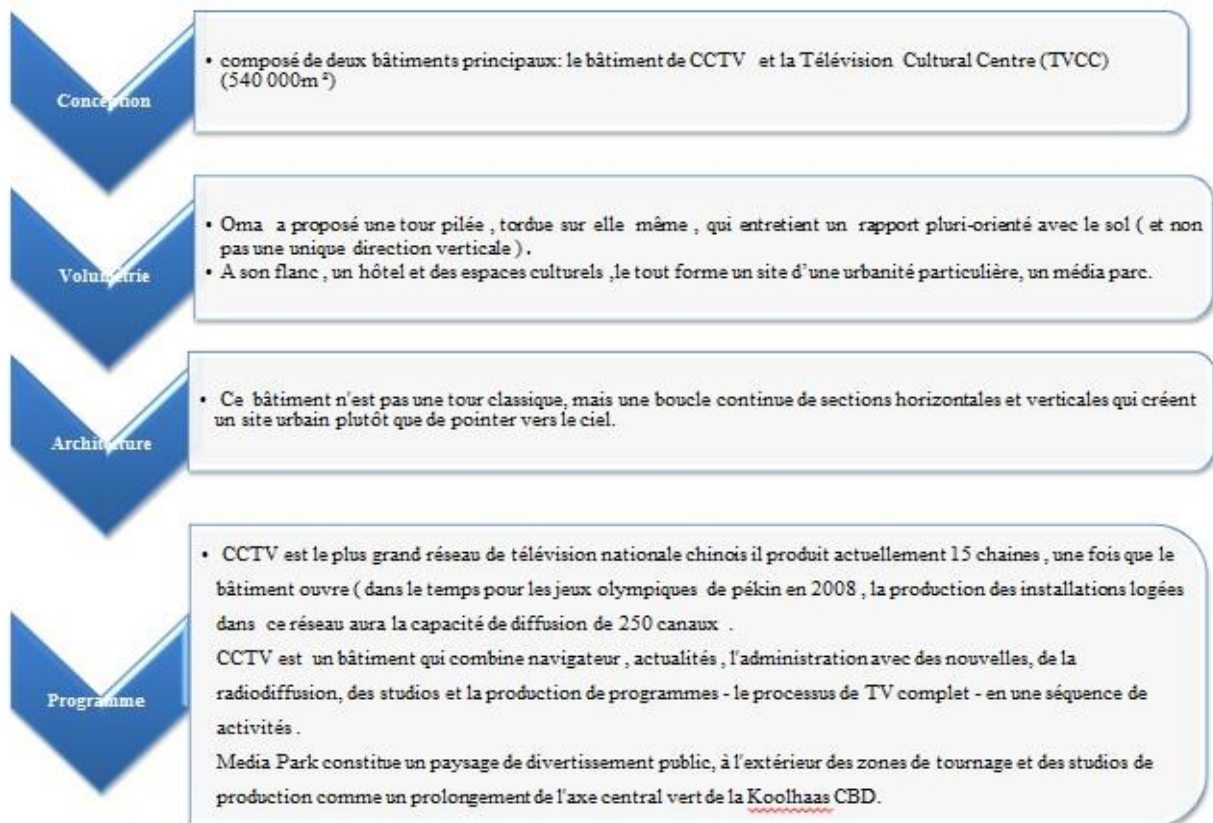 Conception
• composé de deux bâtiments principaux: le bâtiment de CCTV et la Télévision Cultural Centre (TVCC)
(540 000m ²)
Volumétrie
• Oma a proposé une tour pilée , tordue sur elle même , qui entretient un rapport pluri-orienté avec le sol ( et non
pas une unique direction verticale ) .
• A son flanc , un hôtel et des espaces culturels ,le tout forme un site d’une urbanité particulière, un média parc.
Architecture
• Ce bâtiment n'est pas une tour classique, mais une boucle continue de sections horizontales et verticales qui créent
un site urbain plutôt que de pointer vers le ciel.
Programme
• CCTV est le plus grand réseau de télévision nationale chinois il produit actuellement 15 chaines , une fois que le
bâtiment ouvre ( dans le temps pour les jeux olympiques de pékin en 2008 , la production des installations logées
dans ce réseau aura la capacité de diffusion de 250 canaux .
CCTV est un bâtiment qui combine navigateur , actualités , l'administration avec des nouvelles, de la
radiodiffusion, des studios et la production de programmes - le processus de TV complet - en une séquence de
activités .
Media Park constitue un paysage de divertissement public, à l'extérieur des zones de tournage et des studios de
production comme un prolongement de l'axe central vert de la Koolhaas CBD.